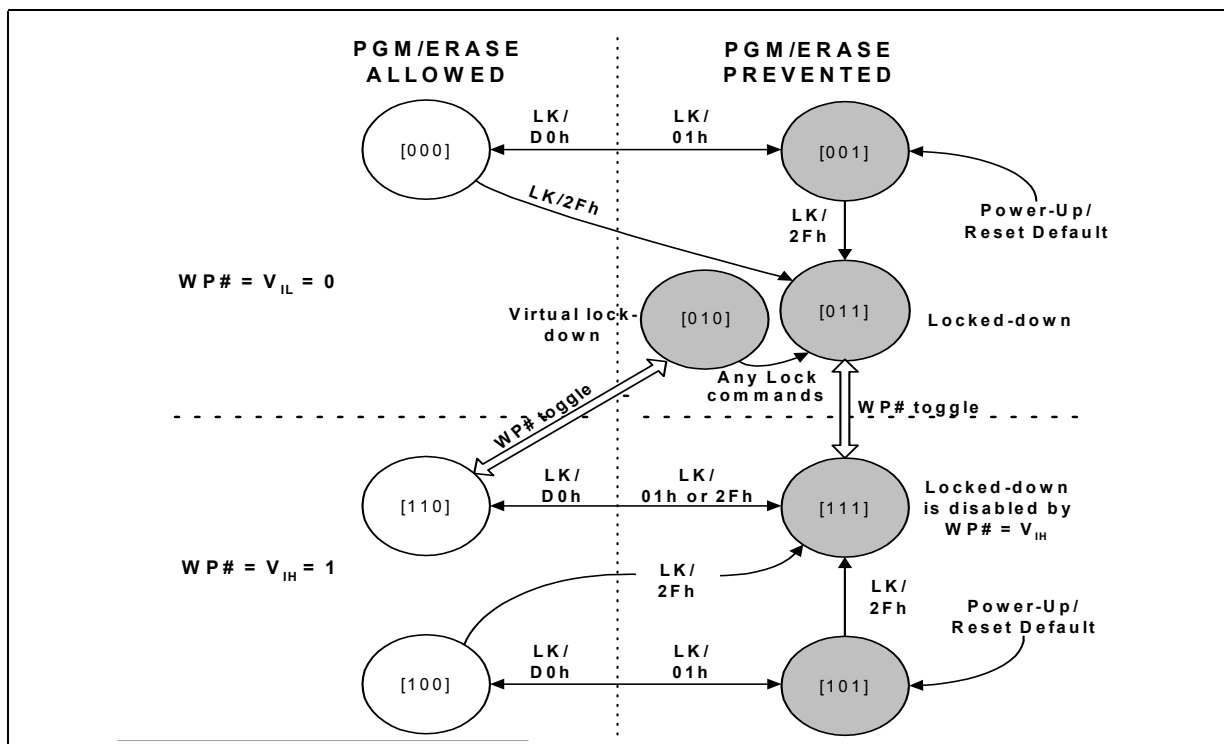 PGM/ERASE
ALLOWED
PGM/ERASE
PREVENTED
LK/
D0h
LK/
01h
[000]
[001]
LK/2Fh
LK/
2Fh
Power-Up/
Reset Default
WP# = VIL = 0
Virtual lock-
down
[010]
[011]
Locked-down
Any Lock
commands
WP# toggle
WP# toggle
LK/
D0h
LK/
01h or 2Fh
[110]
[111]
Locked-down
is disabled by
WP# = VIH
WP# = VIH = 1
LK/
2Fh
LK/
2Fh
Power-Up/
Reset Default
LK/
D0h
LK/
01h
[100]
[101]